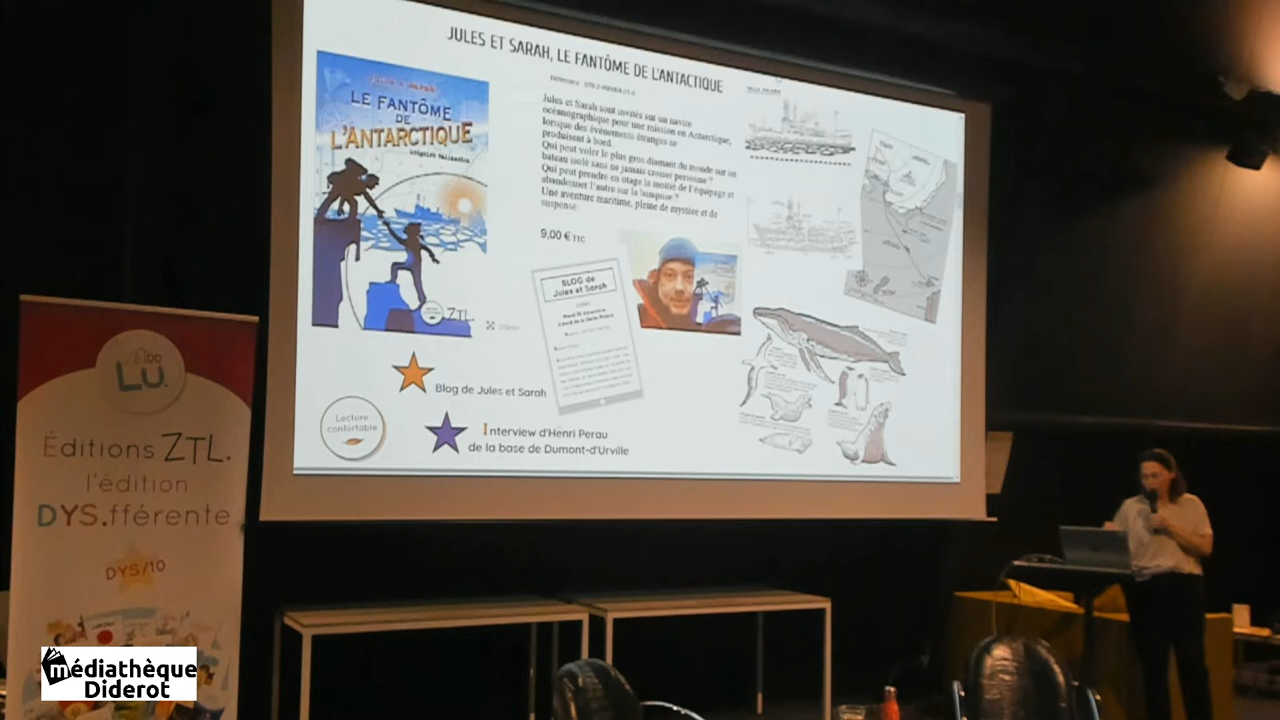 JULES ET SARAH, LE FANTÔME DE L'ANTACTIQUE
LE FANTÔME
DE
L'ANTARCTIQUE
ZTL.
Jules et Sarah sont invités sur un navire
océanographique pour une mission en Antarctique,
lorsque des événements étranges se
produisent à bord.
Qui peut voler le plus gros diamant du monde sur un
bateau isolé sans ne jamais croiser personne ?
Qui peut prendre en otage la moitié de l'équipage et
abandonner l'autre sur la banquise ?
Une aventure maritime, pleine de mystère et de
suspense
9,00 € TTC
BLOG de
Jules et Sarah
Blog de Jules et Sarah
Lecture
confortable
Interview d'Henri Perau
de la base de Dumont-d'Urville
LU.
Éditions ZTL.
l'édition
DYS.fférente
DYS/10
médiathèque
Diderot